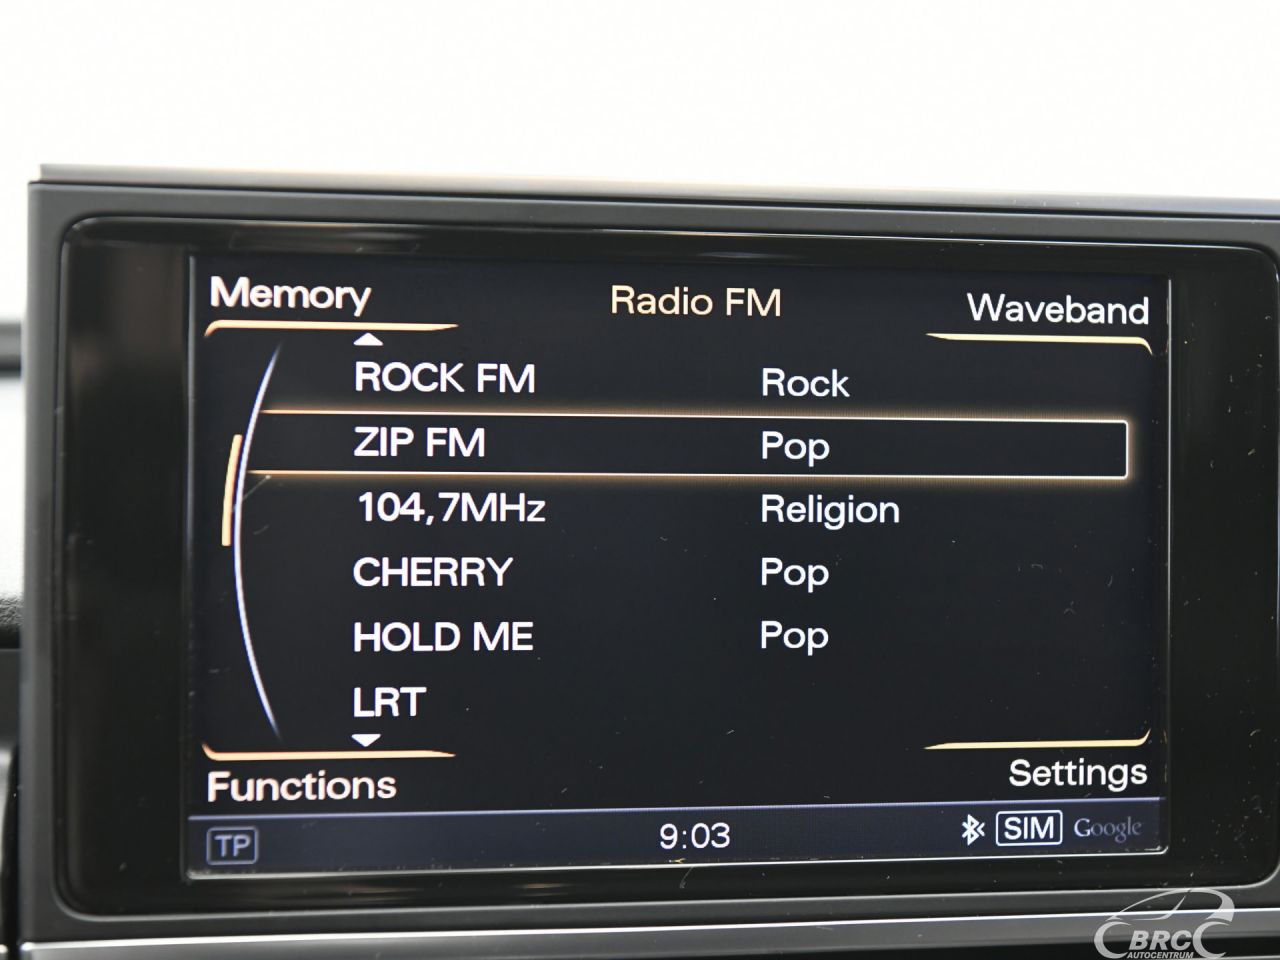 Memory Radio FM Waveband
ROCK FM Rock
ZIP FM Pop
104,7MHz Religion
CHERRY Pop
HOLD ME Pop
LRT
Functions Settings
TP 9:03 SIM Google
BRC
AUTOCENTRUM